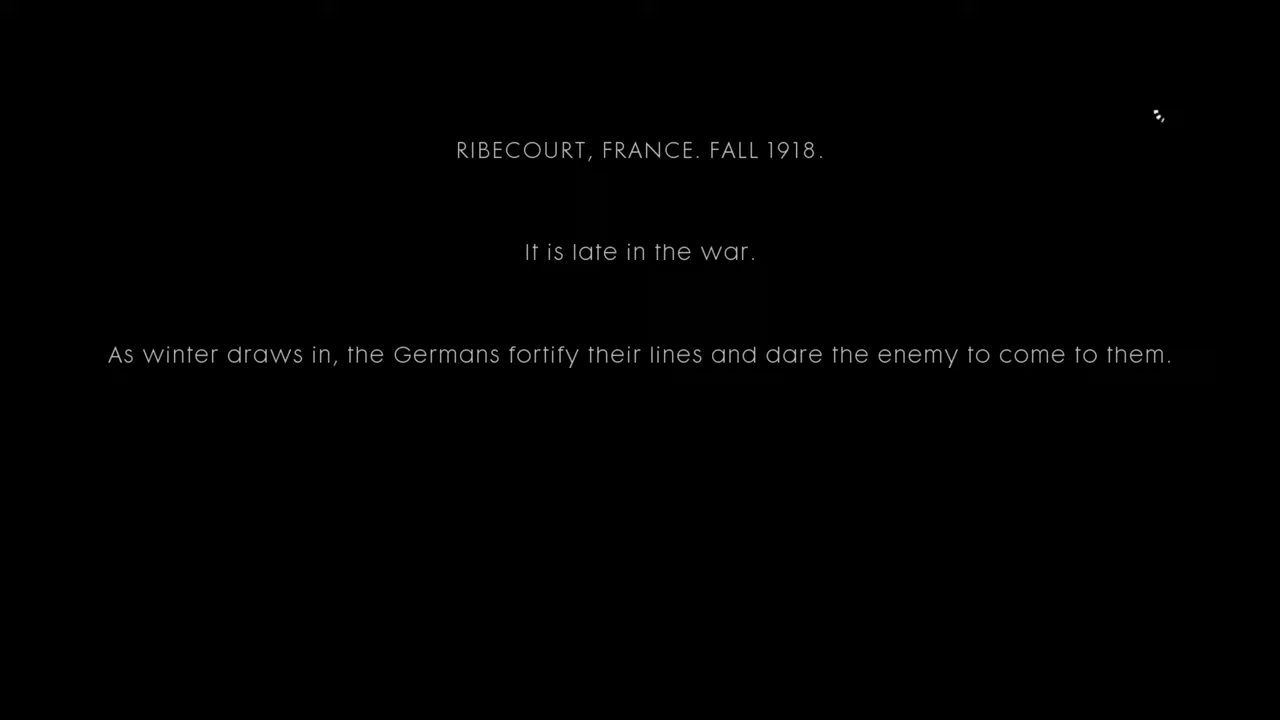 RIBECOURT, FRANCE. FALL 1918.
It is late in the war.
As winter draws in, the Germans fortify their lines and dare the enemy to come to them.